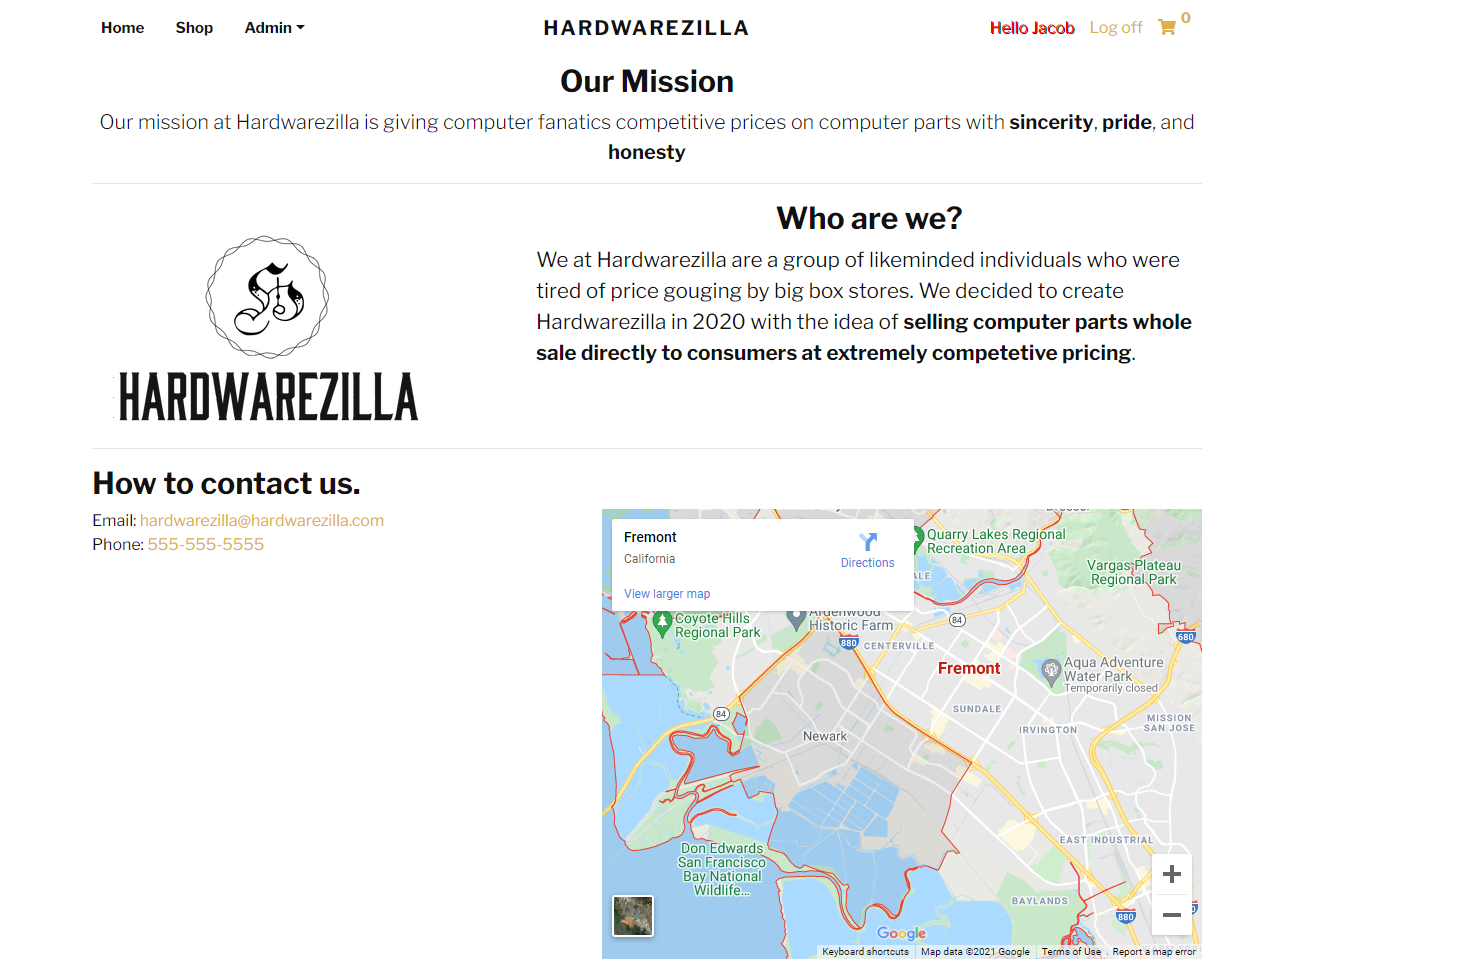 Home Shop Admin HARDWAREZILLA Hello Jacob Log off 0
Our Mission
Our mission at Hardwarezilla is giving computer fanatics competitive prices on computer parts with sincerity, pride, and
honesty
Who are we?
We at Hardwarezilla are a group of likeminded individuals who were
tired of price gouging by big box stores. We decided to create
Hardwarezilla in 2020 with the idea of selling computer parts whole
sale directly to consumers at extremely competetive pricing.
HARDWAREZILLA
How to contact us.
Email: hardwarezilla@hardwarezilla.com
Phone: 555-555-5555
Fremont
California
Directions
View larger map
Quarry Lakes Regional
Recreation Area
Vargas Plateau
Regional Park
Coyote Hills
Regional Park
Ardenwood
Historic Farm
84
880
680
CENTERVILLE
Fremont
Aqua Adventure
Water Park
Temporarily closed
SUNDALE
84
MISSION
SAN JOSE
IRVINGTON
Newark
EAST INDUSTRIAL
Don Edwards
San Francisco
Bay National
Wildlife...
BAYLANDS
880
Google
Keyboard shortcuts Map data ©2021 Google Terms of Use Report a map error